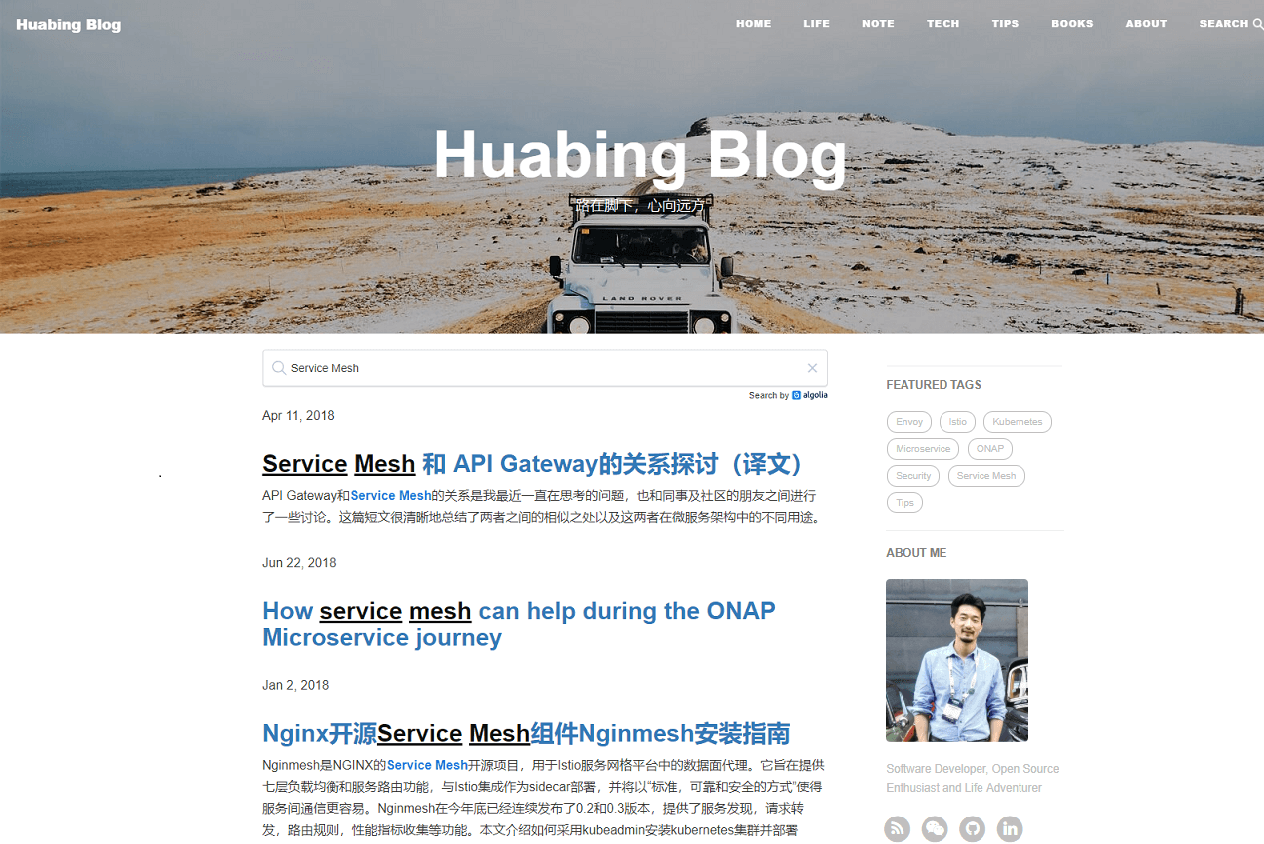 Huabing Blog
HOME LIFE NOTE TECH TIPS BOOKS ABOUT SEARCH
Huabing Blog
路在脚下，心向远方
LAND ROVER
Service Mesh
Search by algolia
Apr 11, 2018
Service Mesh 和 API Gateway的关系探讨（译文）
API Gateway和Service Mesh的关系是我最近一直在思考的问题，也和同事及社区的朋友之间进行
了一些讨论。这篇短文很清晰地总结了两者之间的相似之处以及这两者在微服务架构中的不同用途。
Jun 22, 2018
How service mesh can help during the ONAP
Microservice journey
Jan 2, 2018
Nginx开源Service Mesh组件Nginmesh安装指南
Nginmesh是NGINX的Service Mesh开源项目，用于Istio服务网格平台中的数据面代理。它旨在提供
七层负载均衡和服务路由功能，与Istio集成作为sidecar部署，并将以“标准，可靠和安全的方式”使得
服务间通信更容易。Nginmesh在今年底已经连续发布了0.2和0.3版本，提供了服务发现，请求转
发，路由规则，性能指标收集等功能。本文介绍如何采用kubeadmin安装kubernetes集群并部署
FEATURED TAGS
Envoy Istio Kubernetes
Microservice ONAP
Security Service Mesh
Tips
ABOUT ME
Software Developer, Open Source
Enthusiast and Life Adventurer
in